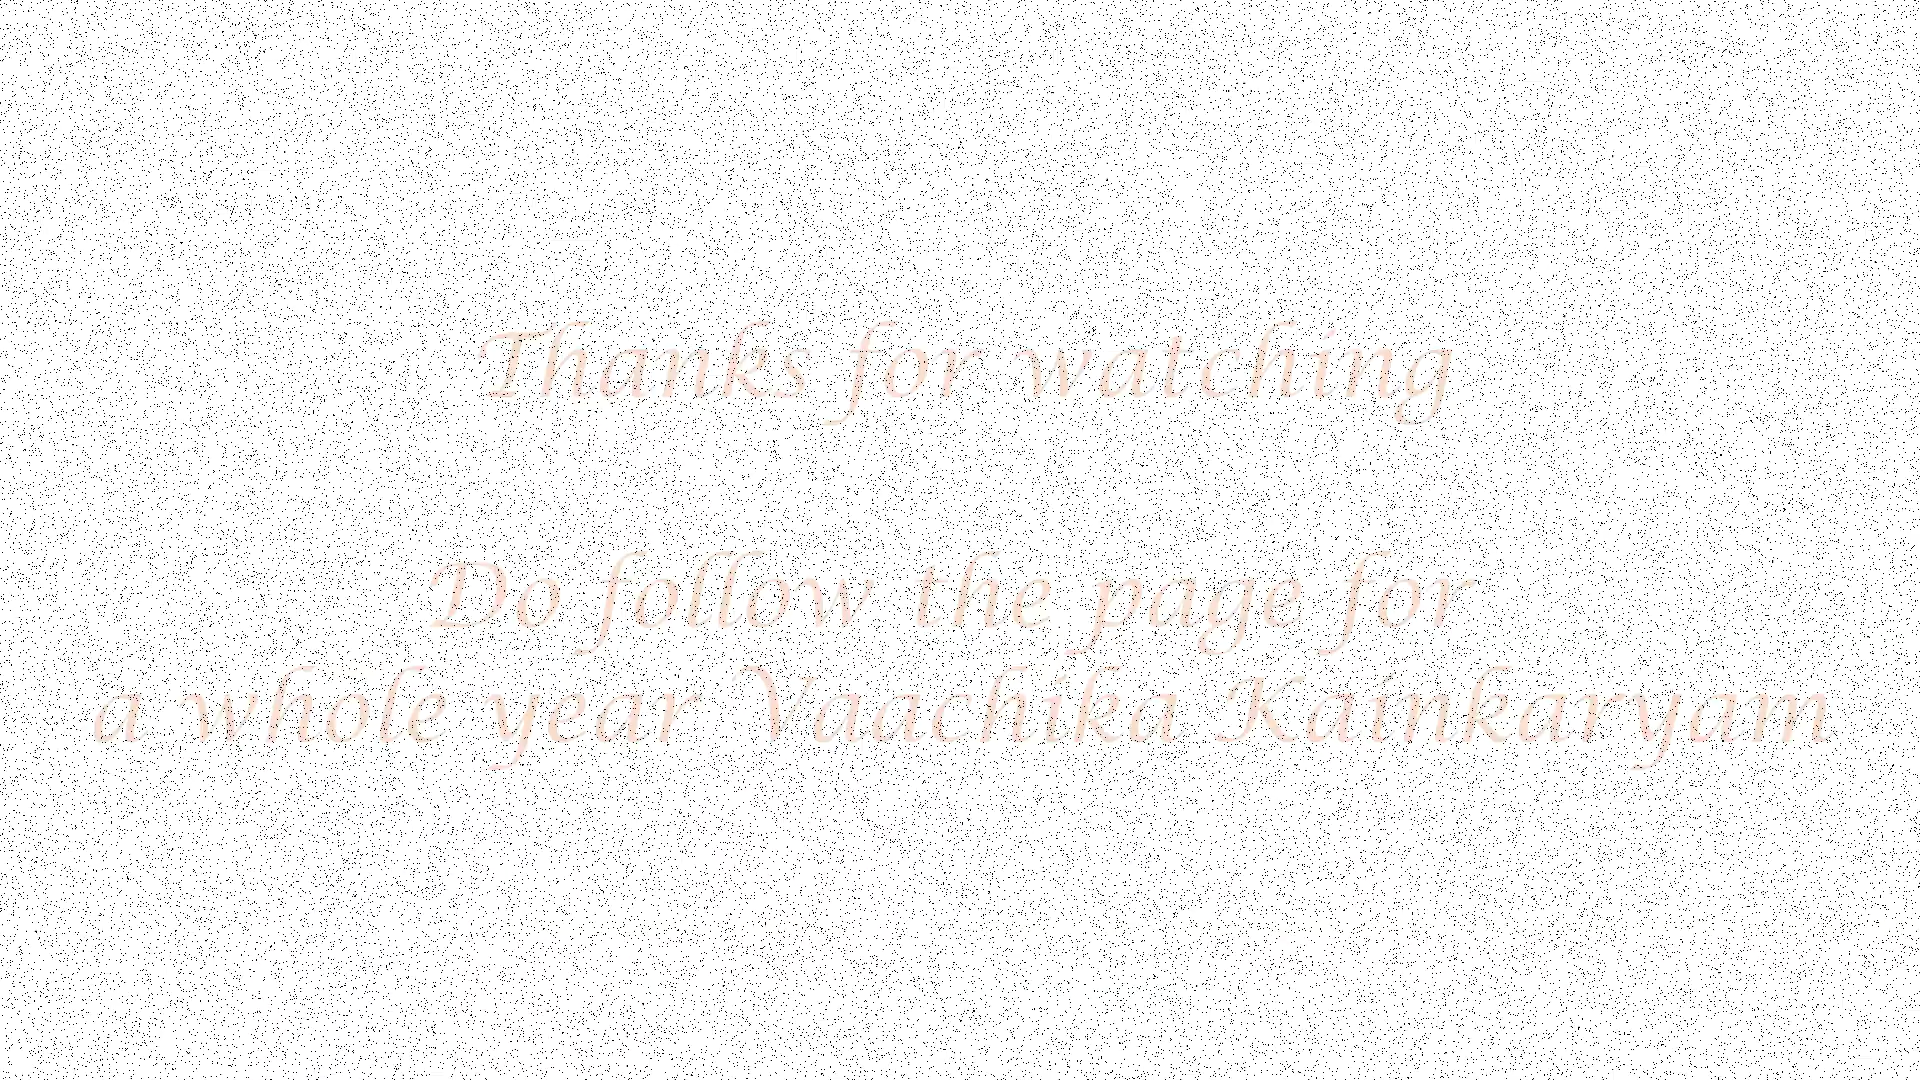 Thanks for watching
Do follow the page for
a whole year Vaachika Kainkaryam